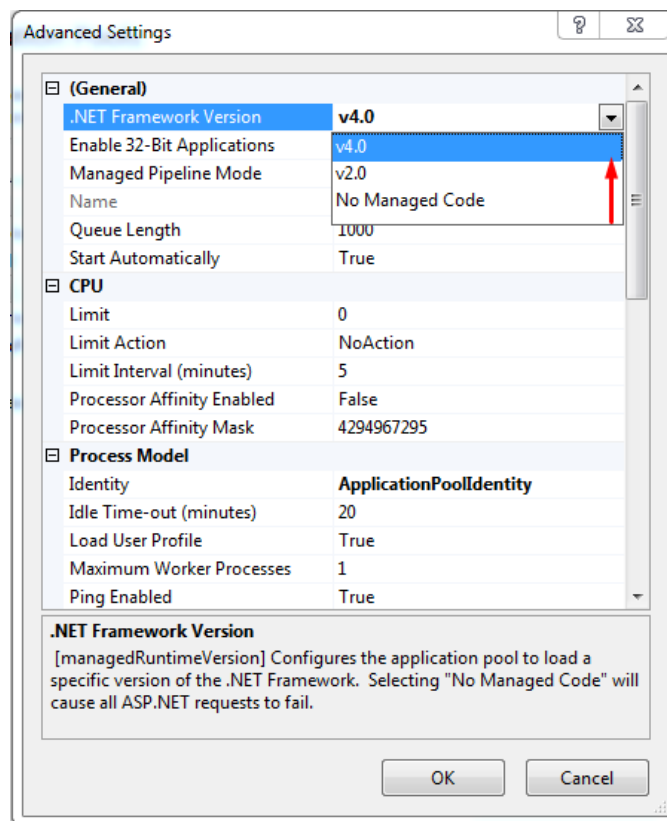 Advanced Settings
(General)
.NET Framework Version v4.0
Enable 32-Bit Applications v4.0
Managed Pipeline Mode v2.0
Name No Managed Code
Queue Length 1000
Start Automatically True
CPU
Limit 0
Limit Action NoAction
Limit Interval (minutes) 5
Processor Affinity Enabled False
Processor Affinity Mask 4294967295
Process Model
Identity ApplicationPoolIdentity
Idle Time-out (minutes) 20
Load User Profile True
Maximum Worker Processes 1
Ping Enabled True
.NET Framework Version
[managedRuntimeVersion] Configures the application pool to load a
specific version of the .NET Framework. Selecting "No Managed Code" will
cause all ASP.NET requests to fail.
OK Cancel